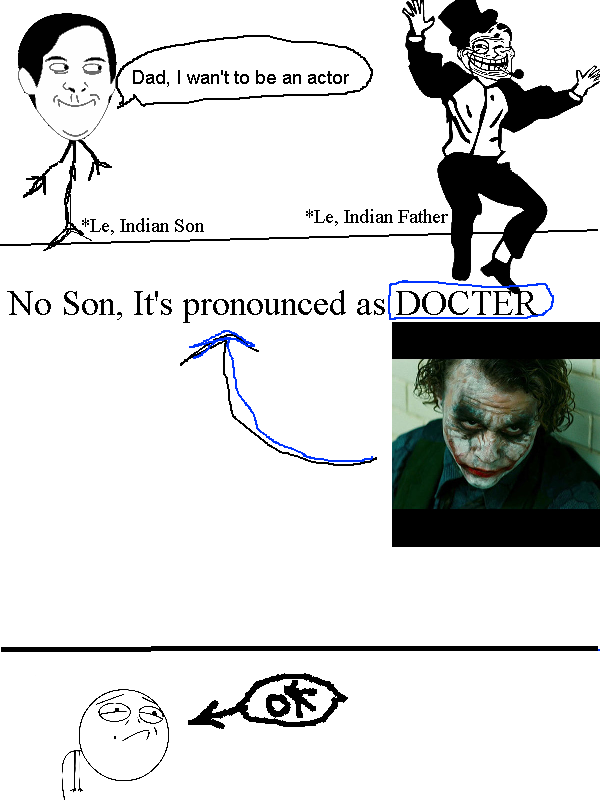 Dad, I wan't to be an actor
*Le, Indian Son
*Le, Indian Father
No Son, It's pronounced as DOCTER
OK